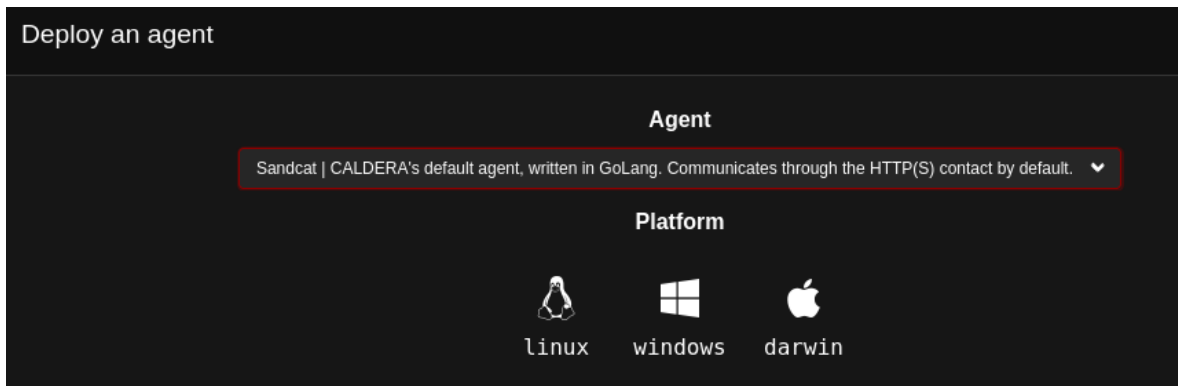 Deploy an agent
Agent
Sandcat | CALDERA's default agent, written in GoLang. Communicates through the HTTP(S) contact by default.
Platform
linux windows darwin